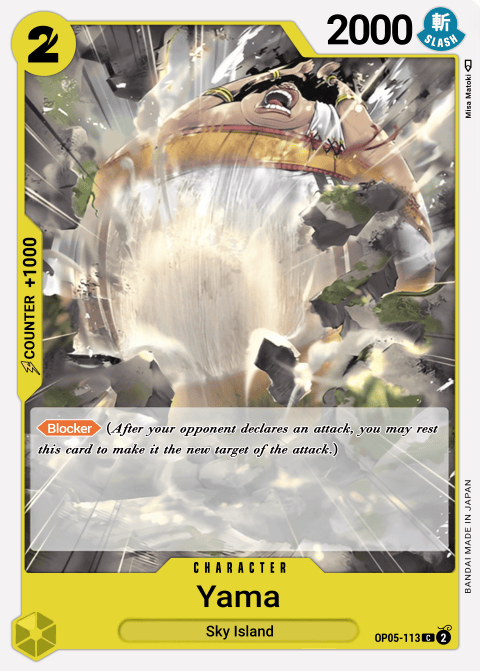 2
2000
斬
SLASH
Misa Matoki
COUNTER +1000
Blocker (After your opponent declares an attack, you may rest
this card to make it the new target of the attack.)
BANDAI MADE IN JAPAN
CHARACTER
Yama
Sky Island
OP05-113 C 2